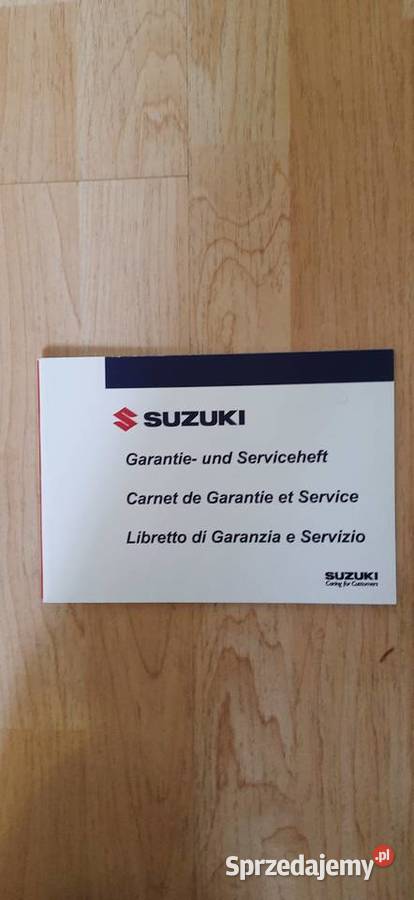 SUZUKI
Garantie- und Serviceheft
Carnet de Garantie et Service
Libretto di Garanzia e Servizio
SUZUKI
Caring for Customers
Sprzedajemy.pl